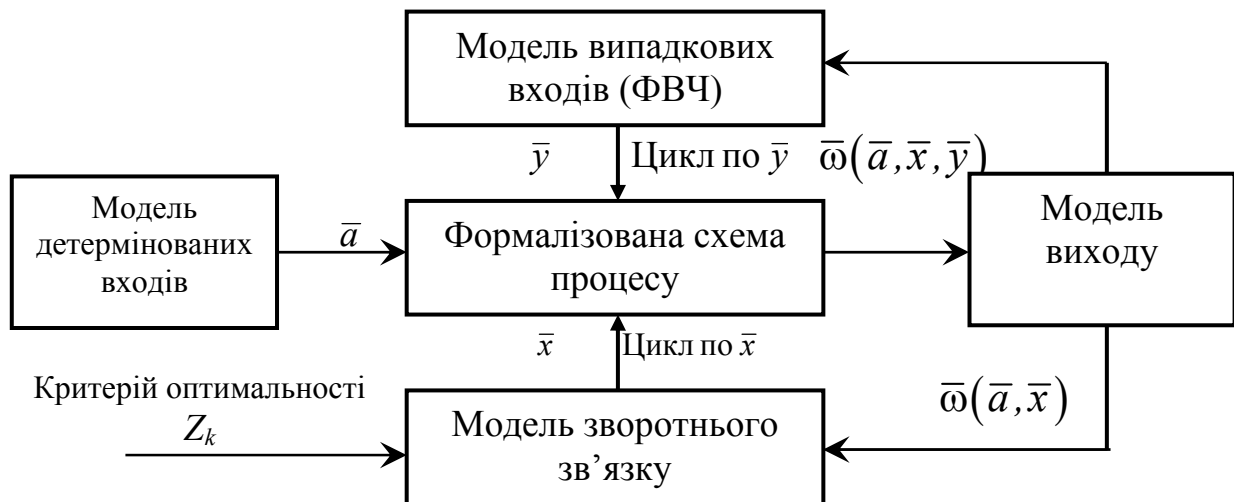 Модель випадкових
входів (ФВЧ)
y̅
Цикл по y̅
ω̅(a̅,x̅,y̅)
Модель
детермінованих
входів
a̅
Формалізована схема
процесу
Модель
виходу
x̅
Цикл по x̅
Критерій оптимальності
Zₖ
Модель зворотнього
зв’язку
ω̅(a̅,x̅)